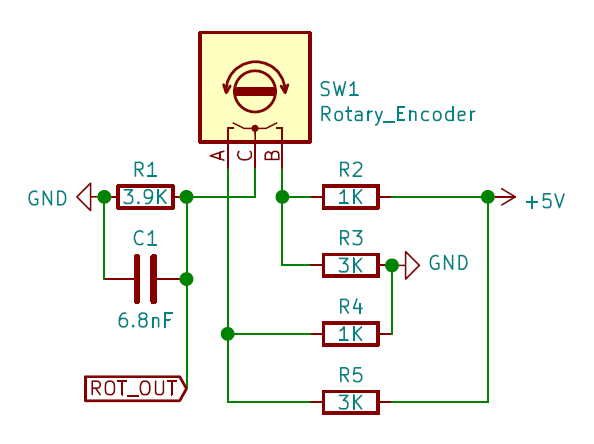 SW1
Rotary_Encoder
A
C
B
R1
3.9K
GND
C1
6.8nF
ROT_OUT
R2
1K
+5V
R3
3K
GND
R4
1K
R5
3K